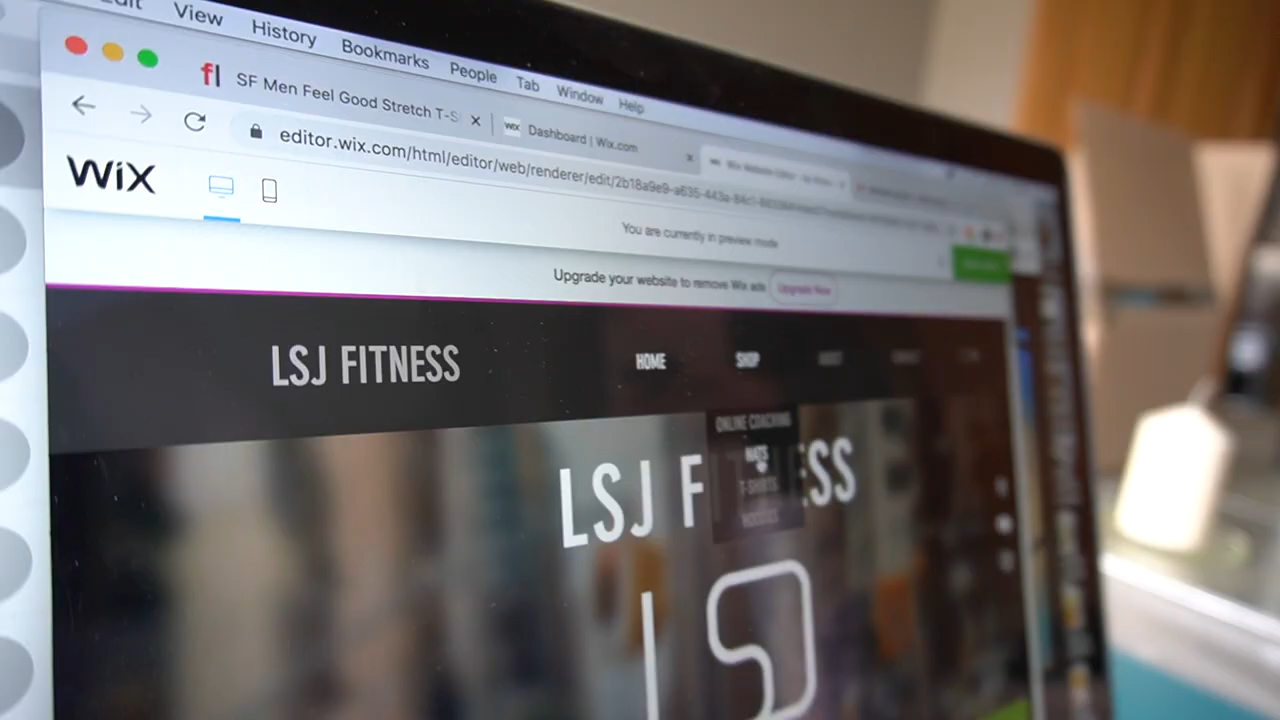 Edit View History Bookmarks People Tab Window Help
fl SF Men Feel Good Stretch T-S
WiX Dashboard | Wix.com
editor.wix.com/html/editor/web/renderer/edit/2b18a9e9-a635-443a-84c1-
WiX
You are currently in preview mode
Upgrade your website to remove Wix ads Upgrade Now
LSJ FITNESS HOME SHOP
ONLINE COACHING
HATS
T-SHIRTS
HOODIES
LSJ F ESS